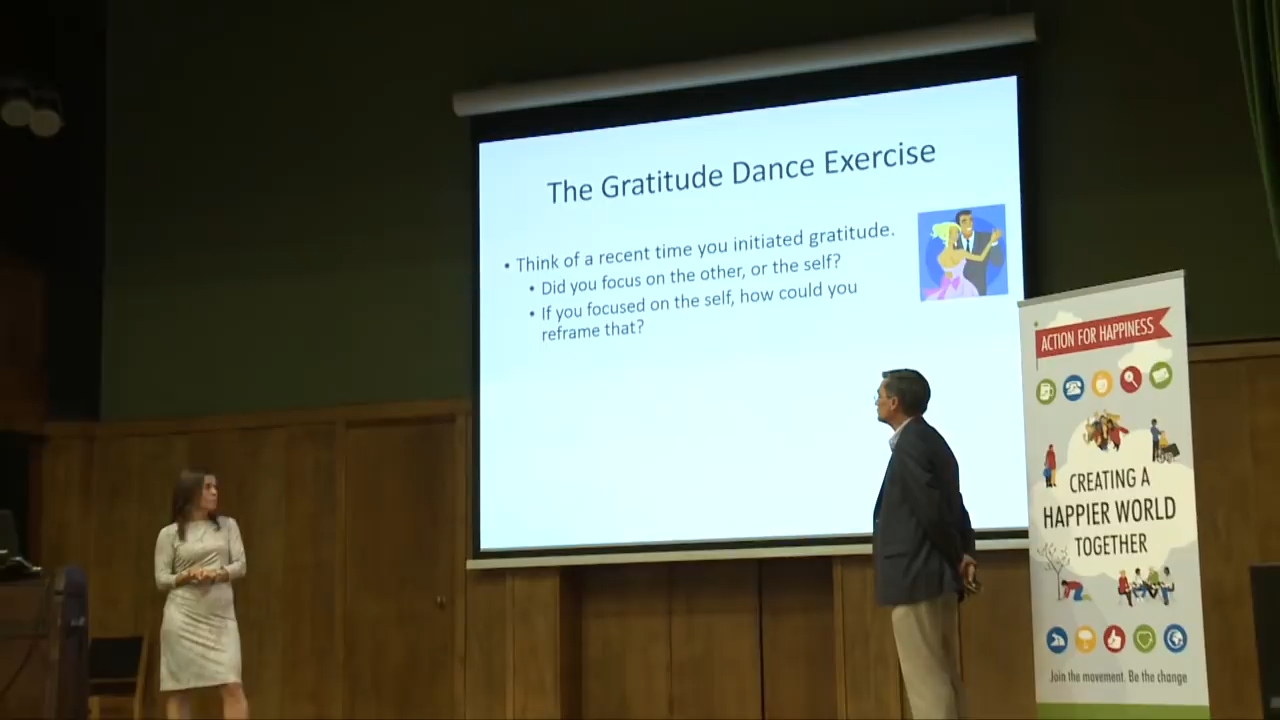 The Gratitude Dance Exercise
• Think of a recent time you initiated gratitude.
• Did you focus on the other, or the self?
• If you focused on the self, how could you
reframe that?
ACTION FOR HAPPINESS
CREATING A
HAPPIER WORLD
TOGETHER
Join the movement. Be the change